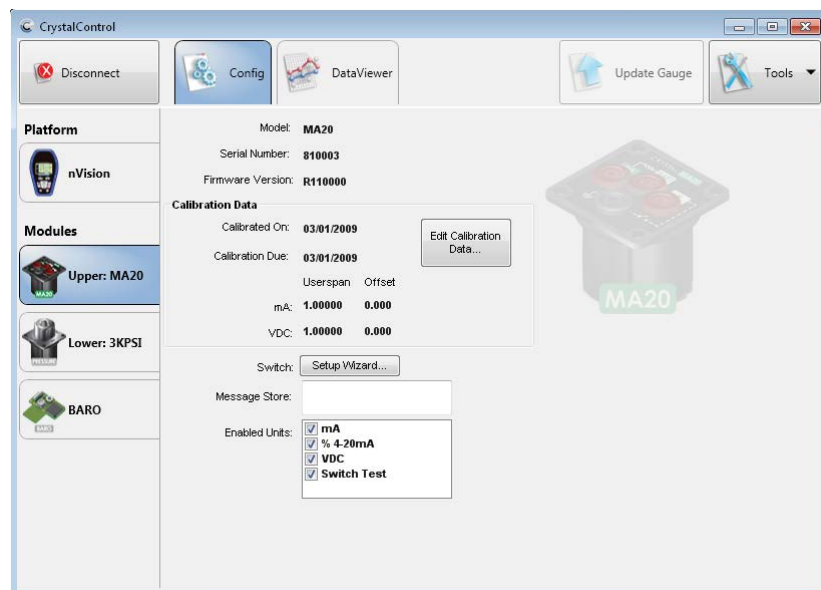 CrystalControl
Disconnect
Config
DataViewer
Update Gauge
Tools
Platform
nVision
Modules
Upper: MA20
MA20
Lower: 3KPSI
PRESSURE
BARO
BARO
Model: MA20
Serial Number: 810003
Firmware Version: R110000
Calibration Data
Calibrated On: 03/01/2009
Calibration Due: 03/01/2009
Edit Calibration
Data...
Userspan Offset
mA: 1.00000 0.000
VDC: 1.00000 0.000
Switch: Setup Wizard...
Message Store:
Enabled Units:
mA
% 4-20mA
VDC
Switch Test
MA20